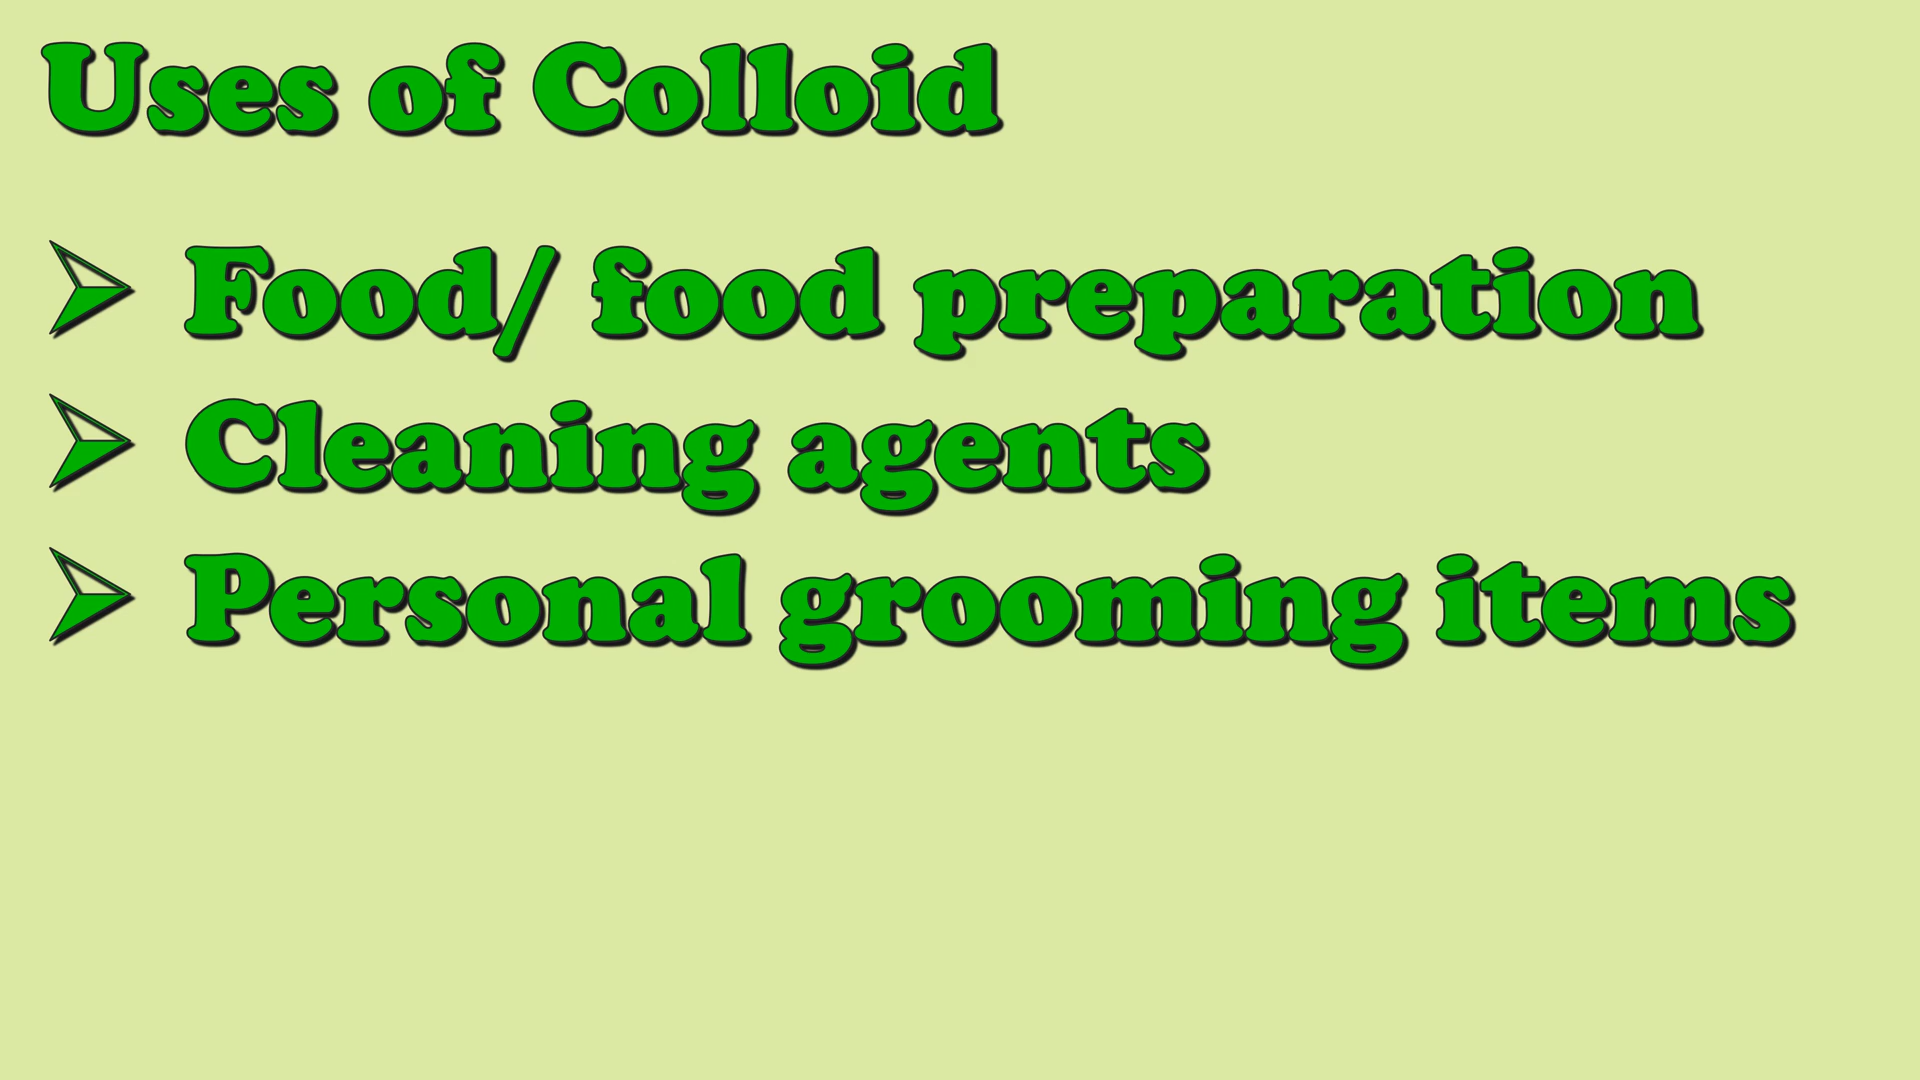 Uses of Colloid
➢ Food/ food preparation
➢ Cleaning agents
➢ Personal grooming items